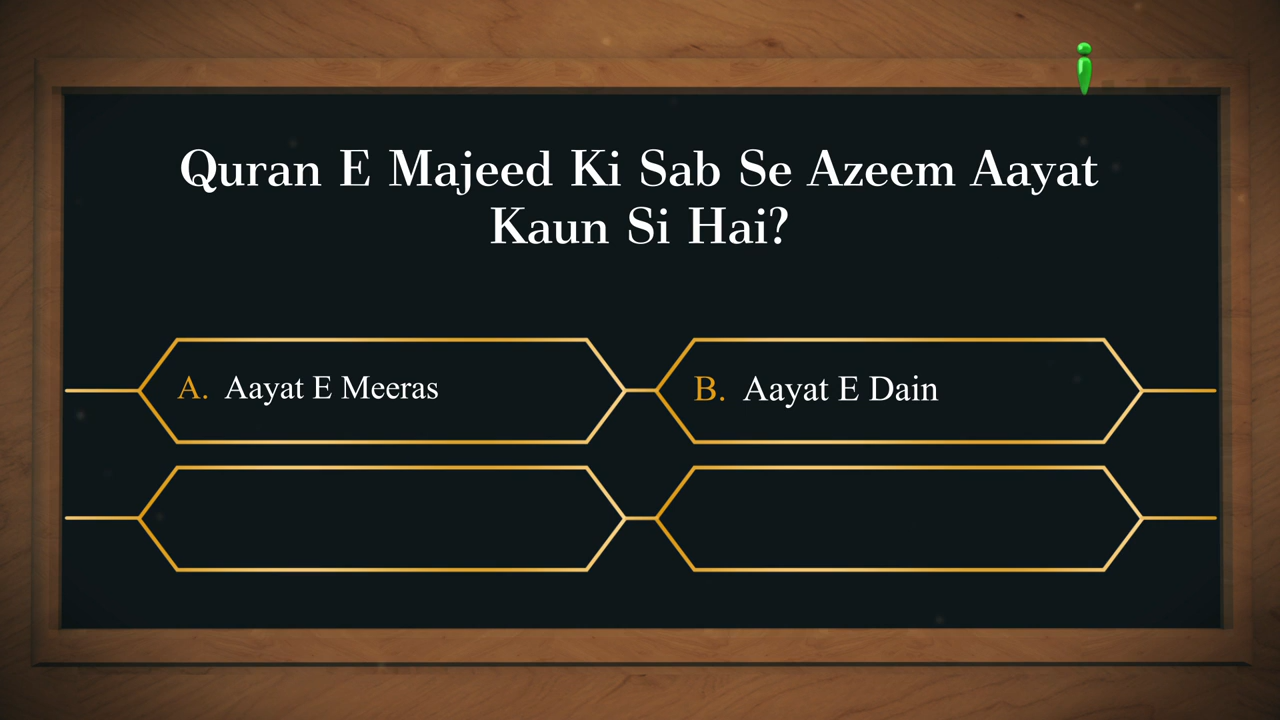 Quran E Majeed Ki Sab Se Azeem Aayat
Kaun Si Hai?
A. Aayat E Meeras
B. Aayat E Dain